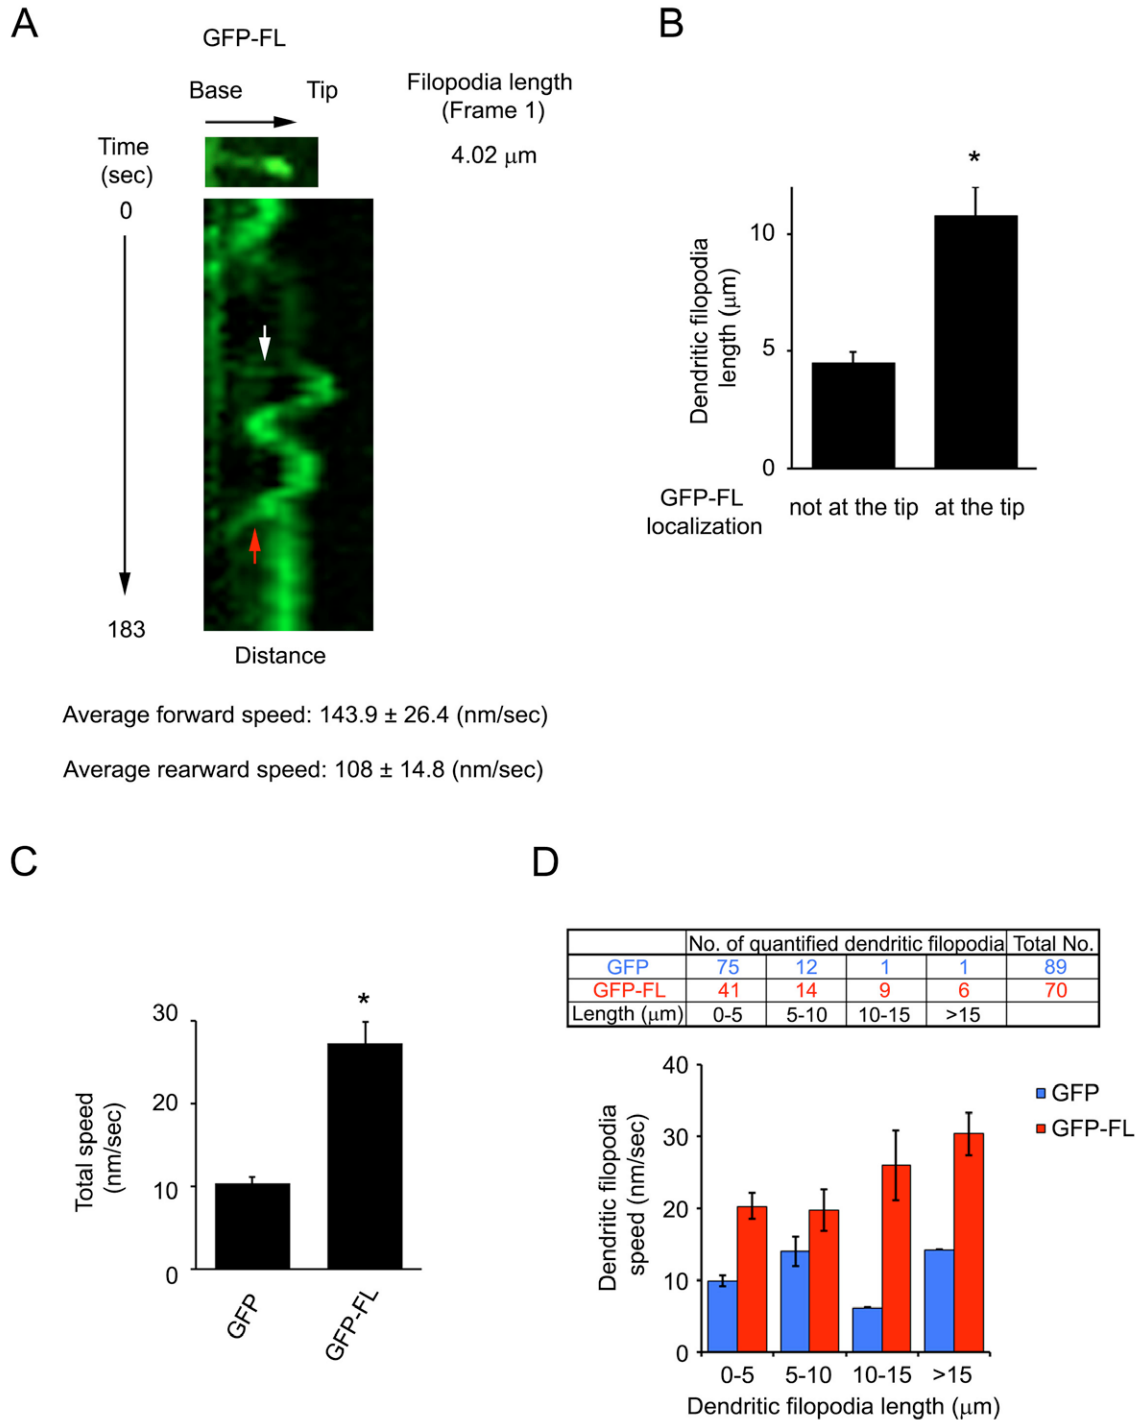 A
GFP-FL
Base
Tip
Filopodia length
(Frame 1)
4.02 μm
Time
(sec)
0
183
Distance
Average forward speed: 143.9 ± 26.4 (nm/sec)
Average rearward speed: 108 ± 14.8 (nm/sec)
B
*
Dendritic filopodia
length (μm)
10
5
0
GFP-FL
localization
not at the tip
at the tip
C
*
Total speed
(nm/sec)
30
20
10
0
GFP
GFP-FL
D
No. of quantified dendritic filopodia Total No.
GFP 75 12 1 1 89
GFP-FL 41 14 9 6 70
Length (μm) 0-5 5-10 10-15 >15
Dendritic filopodia
speed (nm/sec)
40
30
20
10
0
GFP
GFP-FL
0-5 5-10 10-15 >15
Dendritic filopodia length (μm)